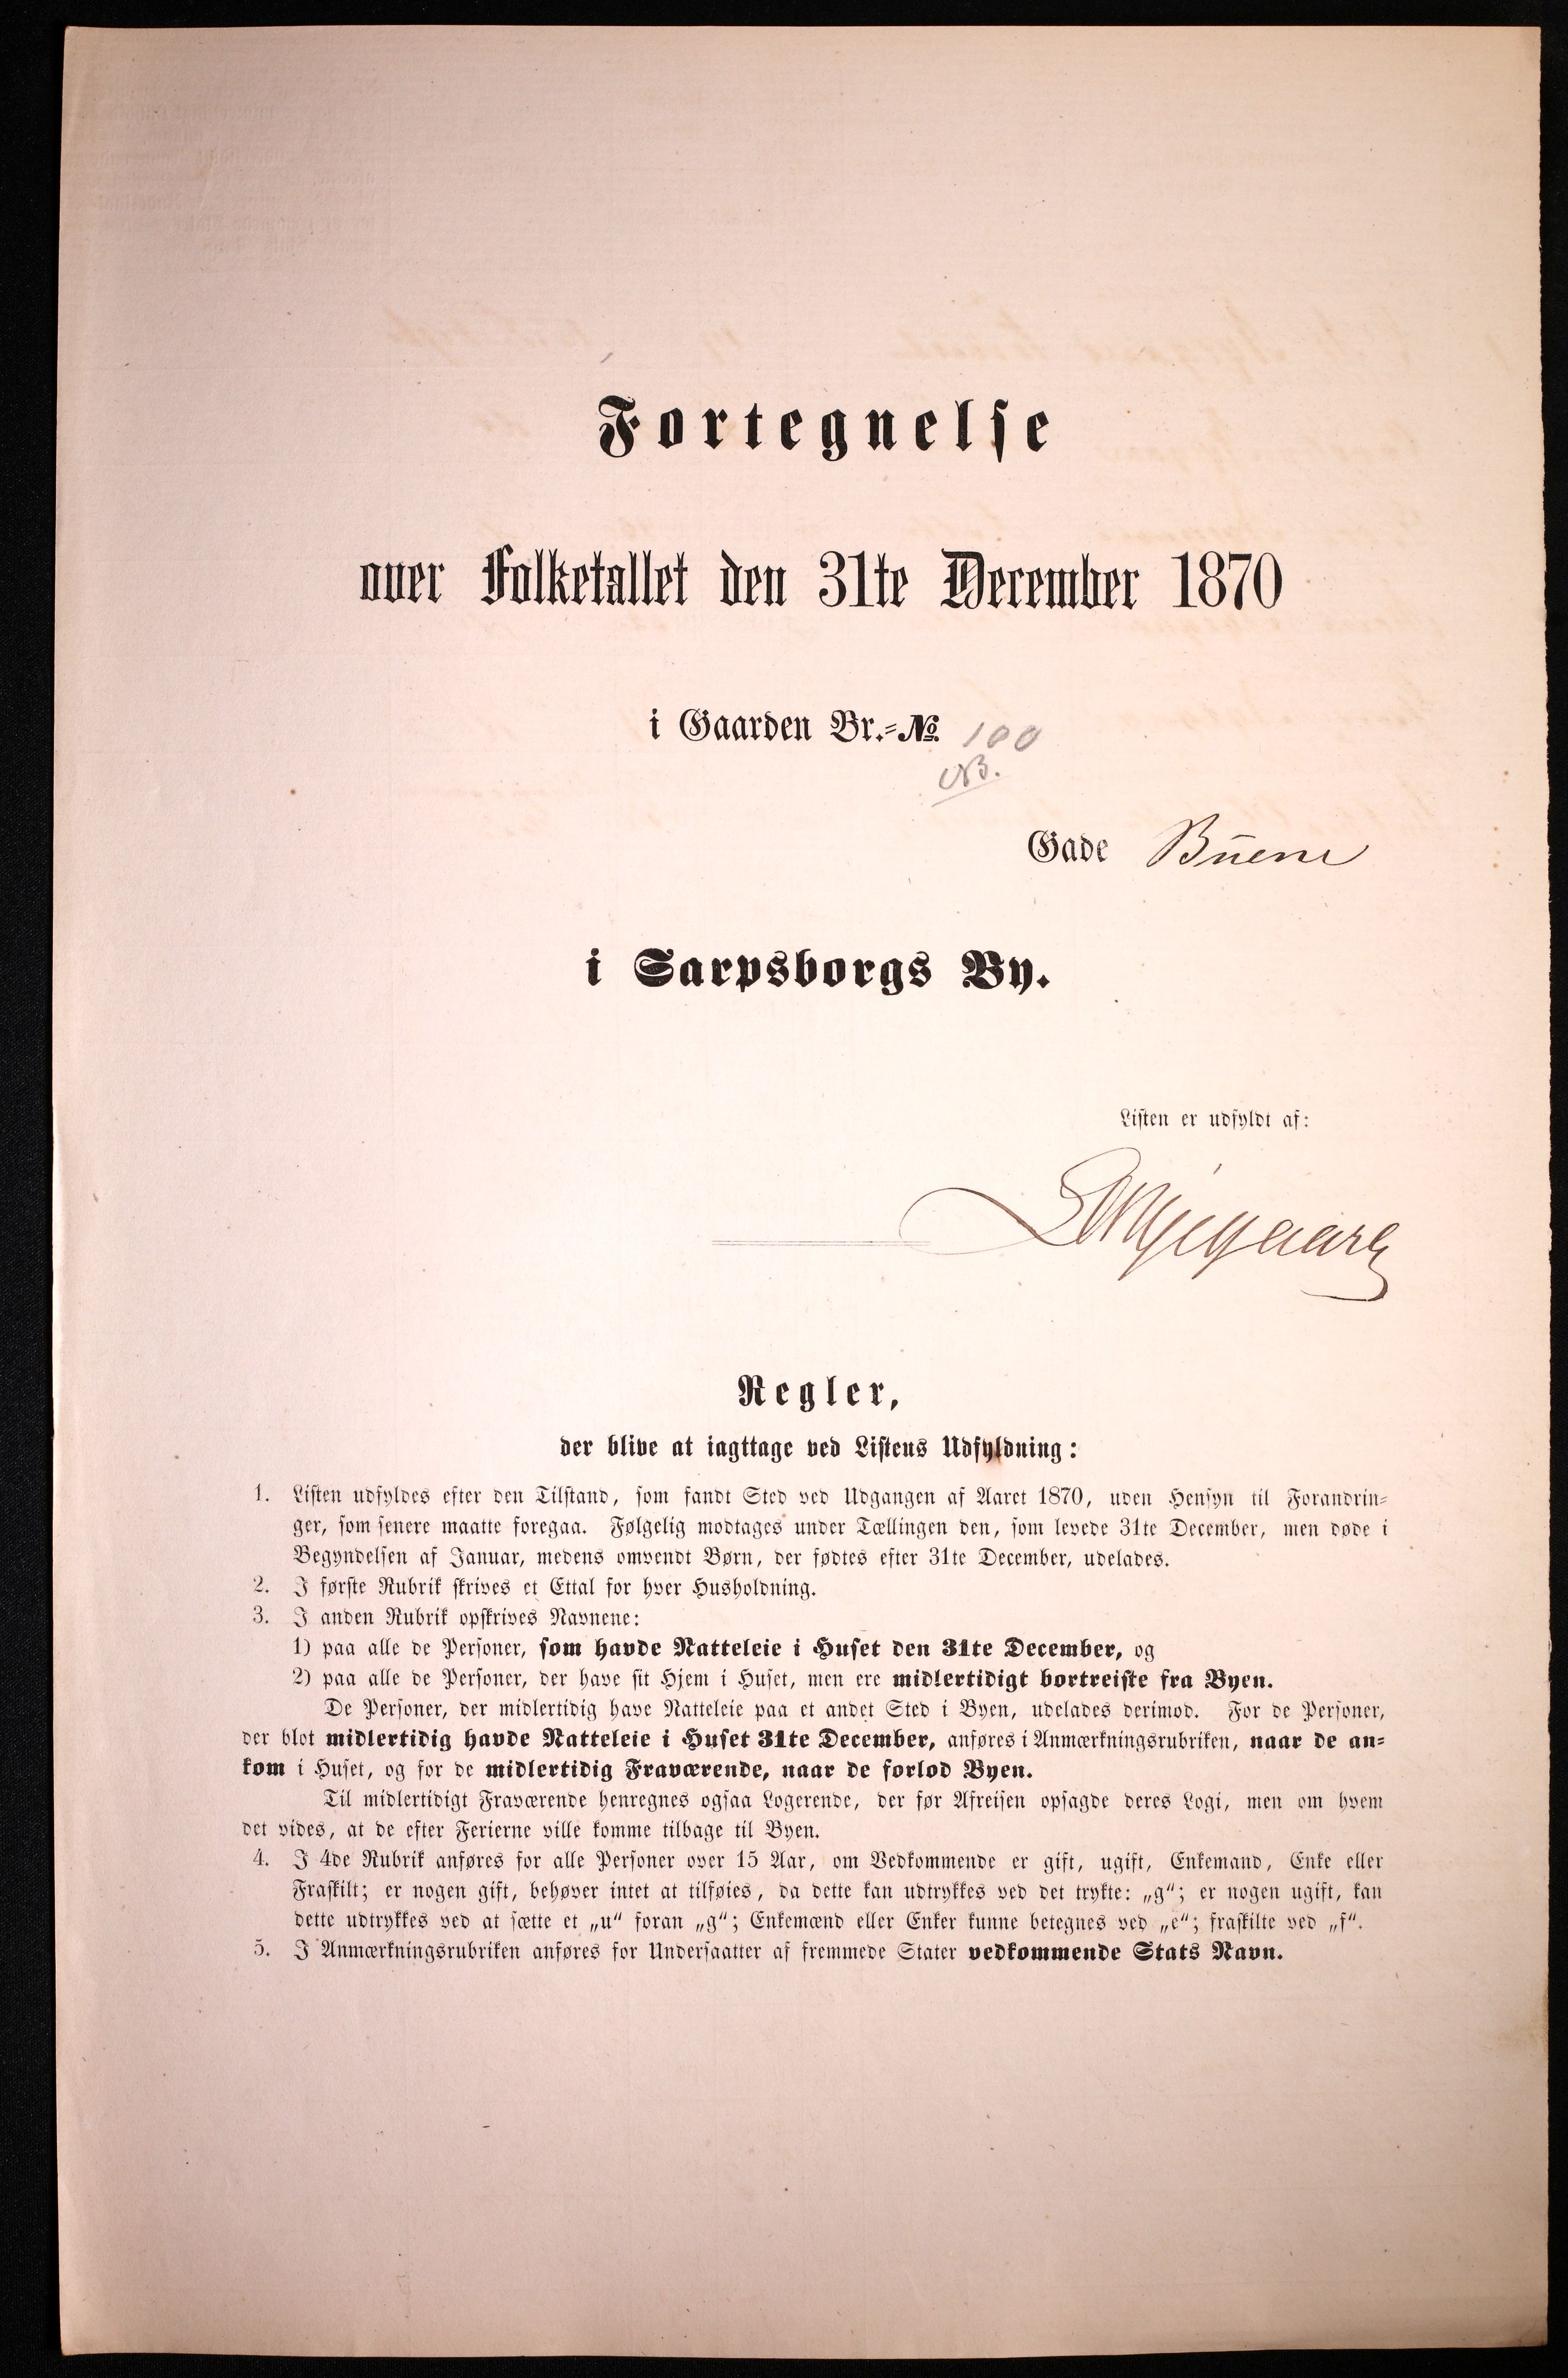 Fortegnelse
over Folketallet den 31te December 1870
i Gaarden Br.-No. 100
NB.
Gade
i Sarpsborgs By.
Listen er udfyldt af:
Regler,
der blive at iagttage ved Listens Udfyldning:
1. Listen udfyldes efter den Tilstand, som fandt Sted ved Udgangen af Aaret 1870, uden Hensyn til Forandrin-
ger, som senere maatte foregaa. Følgelig modtages under Tællingen den, som levede 31te December, men døde i
Begyndelsen af Januar, medens omvendt Børn, der fødtes efter 31te December, udelades.
2. I første Rubrik skrives et Ettal for hver Husholdning.
3. I anden Rubrik opskrives Navnene:
1) paa alle de Personer, som havde Natteleie i Huset den 31te December, og
2) paa alle de Personer, der have sit Hjem i Huset, men ere midlertidigt bortreiste fra Byen.
De Personer, der midlertidig have Natteleie paa et andet Sted i Byen, udelades derimod. For de Personer,
der blot midlertidig havde Natteleie i Huset 31te December, anføres i Anmærkningsrubriken, naar de an-
kom i Huset, og for de midlertidig Fraværende, naar de forlod Byen.
Til midlertidigt Fraværende henregnes ogsaa Logerende, der før Afreisen opsagde deres Logi, men om hvem
det vides, at de efter Ferierne ville komme tilbage til Byen.
4. I 4de Rubrik anføres for alle Personer over 15 Aar, om Vedkommende er gift, ugift, Enkemand, Enke eller
Fraskilt; er nogen gift, behøver intet at tilføies, da dette kan udtrykkes ved det trykte: „g“; er nogen ugift, kan
dette udtrykkes ved at sætte et „u“ foran „g“; Enkemænd eller Enker kunne betegnes ved „e“; fraskilte ved „f“.
5. I Anmærkningsrubriken anføres for Undersaatter af fremmede Stater vedkommende Stats Navn.